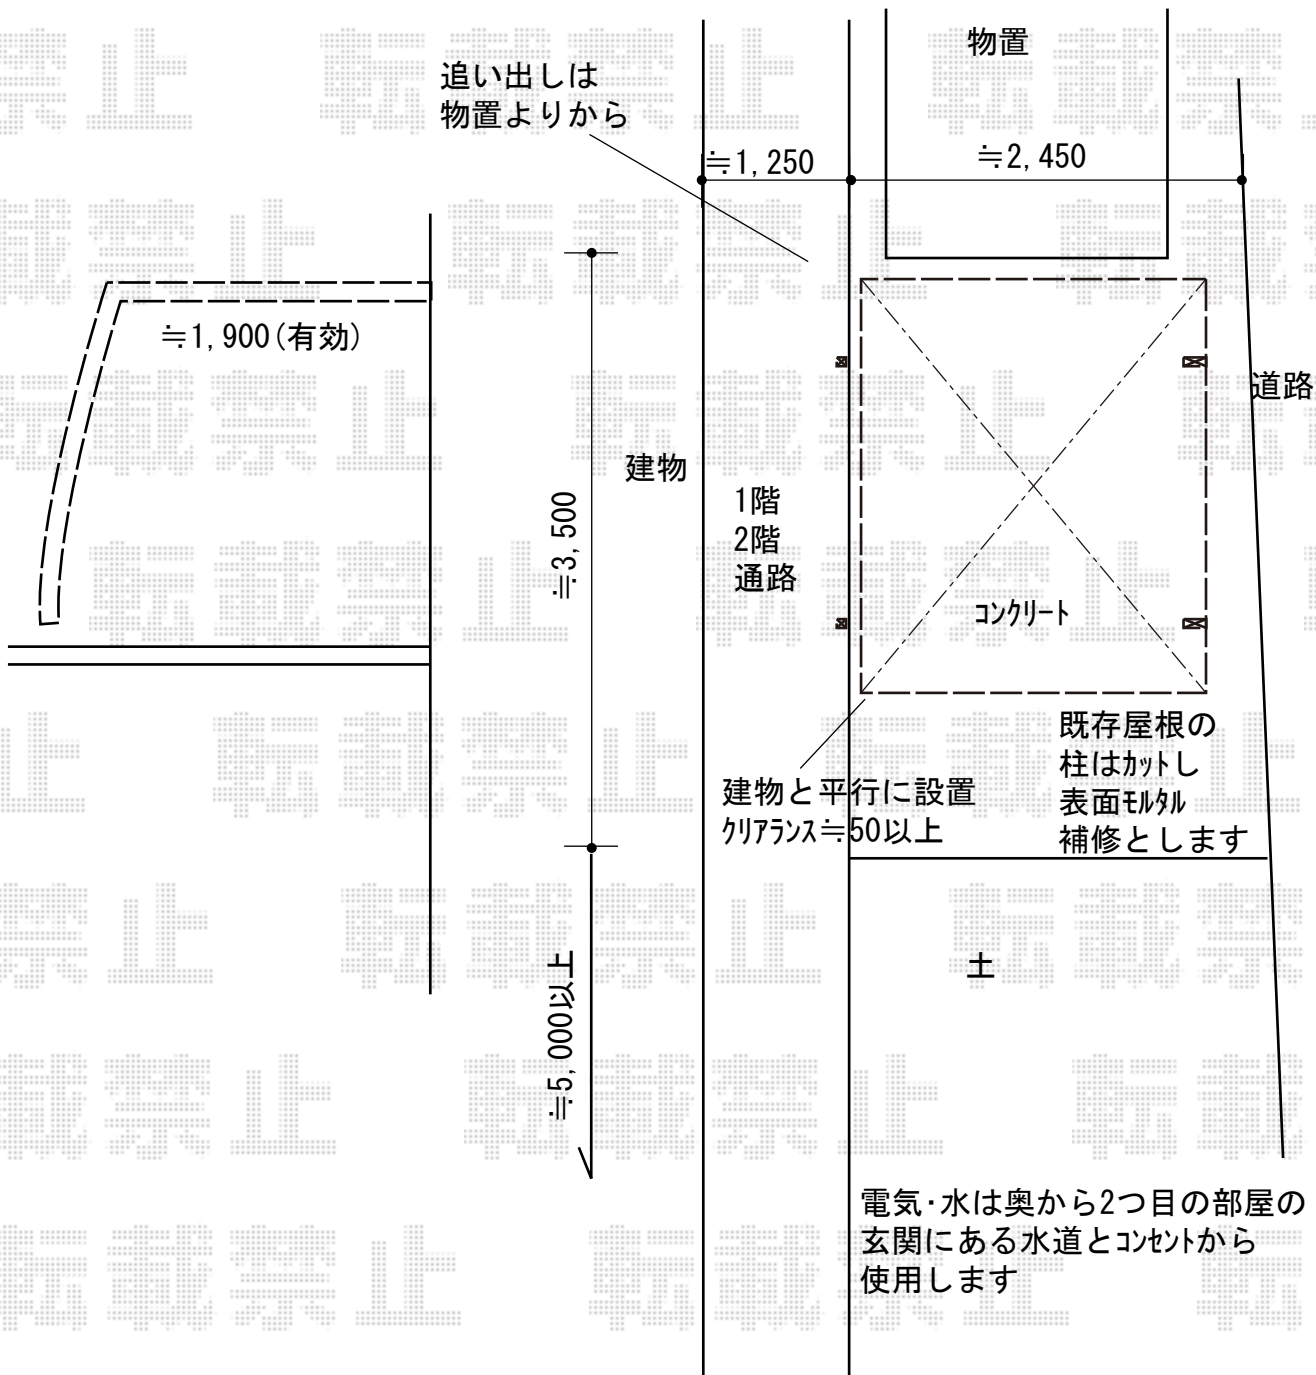 物置
追い出しは
物置よりから
≒1,250
≒2,450
≒1,900(有効)
道路
建物
1階
2階
通路
≒3,500
コンクリート
既存屋根の
柱はカットし
表面モルタル
補修とします
建物と平行に設置
クリアランス≒50以上
土
≒5,000以上
電気・水は奥から2つ目の部屋の
玄関にある水道とコンセントから
使用します
転載禁止